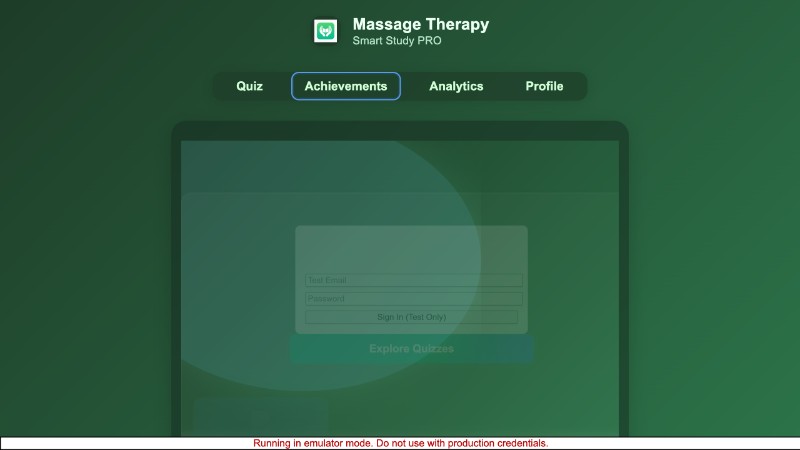 Massage Therapy
Smart Study PRO
Quiz
Achievements
Analytics
Profile
Test Email
Password
Sign In (Test Only)
Explore Quizzes
Running in emulator mode. Do not use with production credentials.